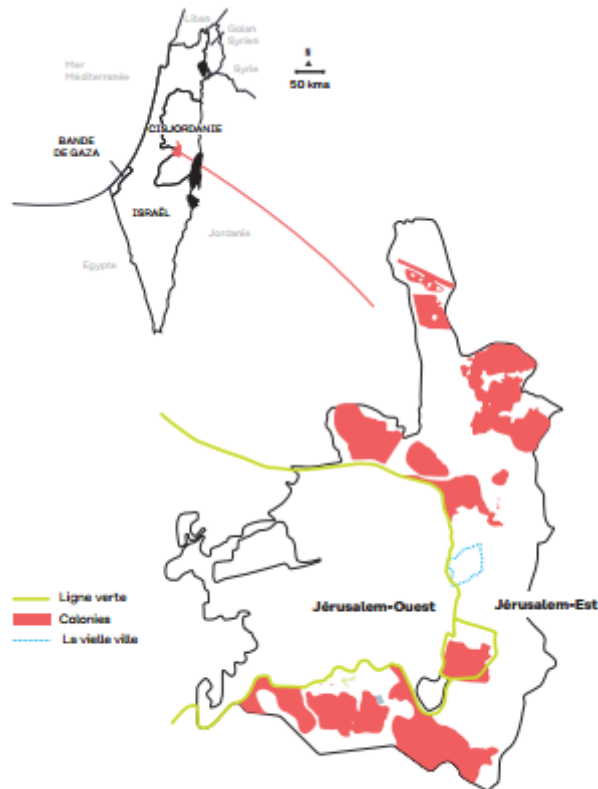 Liban
Golan
Syrien
Mer
Méditerranée
Syrie
N
50 kms
CISJORDANIE
BANDE
DE GAZA
ISRAËL
Jordanie
Egypte
Ligne verte
Colonies
La vielle ville
Jérusalem-Ouest
Jérusalem-Est